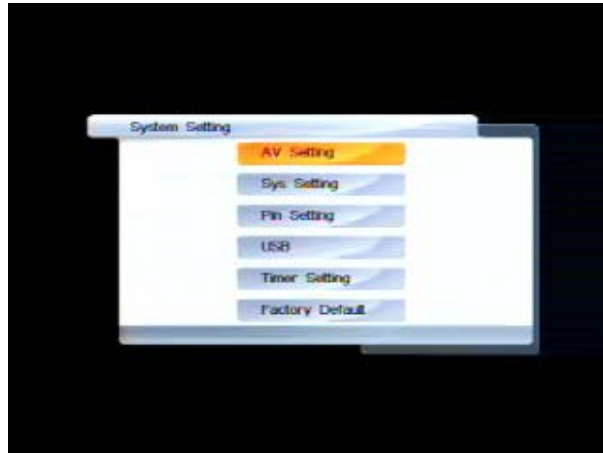 System Setting
AV Setting
Sys Setting
Pin Setting
USB
Timer Setting
Factory Default